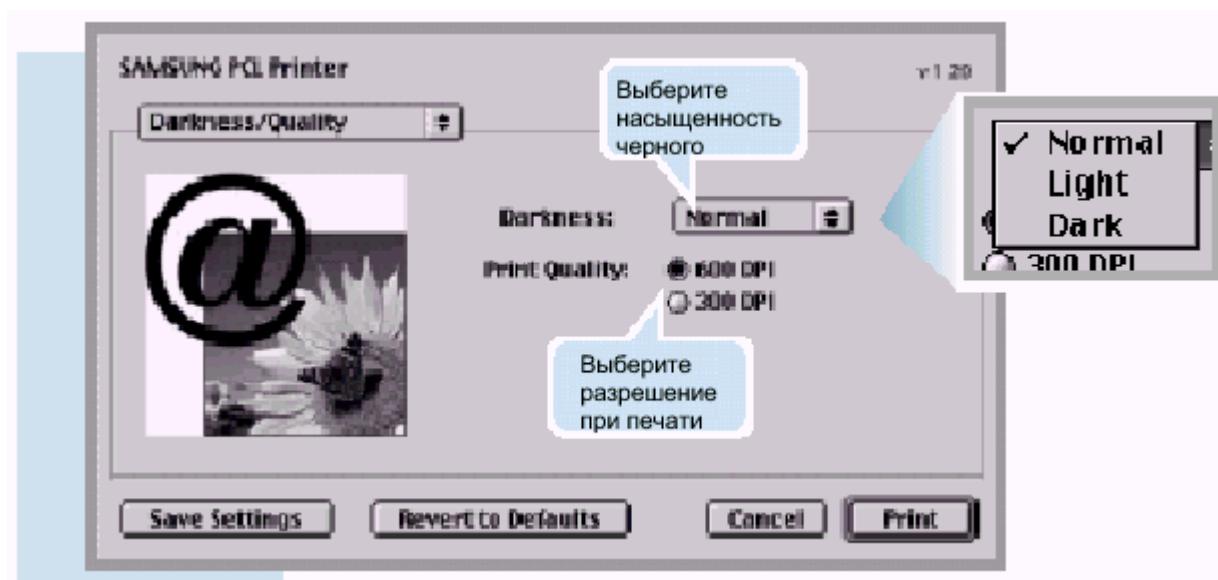 SAMSUNG PCL Printer
v1.20
Darkness/Quality
Выберите
насыщенность
черного
Darkness:
Normal
Print Quality:
600 DPI
300 DPI
Выберите
разрешение
при печати
✓ Normal
Light
Dark
300 DPI
Save Settings
Revert to Defaults
Cancel
Print